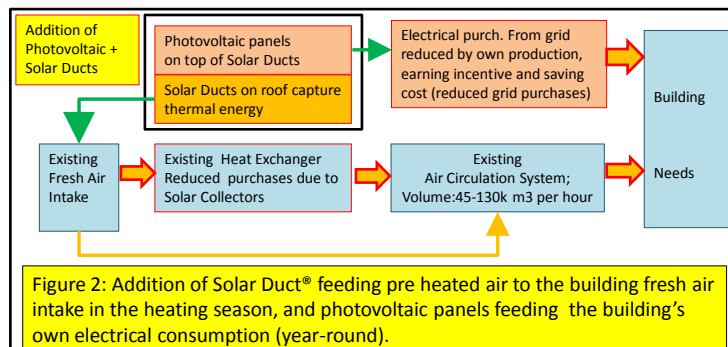 Addition of
Photovoltaic +
Solar Ducts
Photovoltaic panels
on top of Solar Ducts
Solar Ducts on roof capture
thermal energy
Electrical purch. From grid
reduced by own production,
earning incentive and saving
cost (reduced grid purchases)
Building
Needs
Existing
Fresh Air
Intake
Existing Heat Exchanger
Reduced purchases due to
Solar Collectors
Existing
Air Circulation System;
Volume:45-130k m3 per hour
Figure 2: Addition of Solar Duct® feeding pre heated air to the building fresh air
intake in the heating season, and photovoltaic panels feeding the building's
own electrical consumption (year-round).